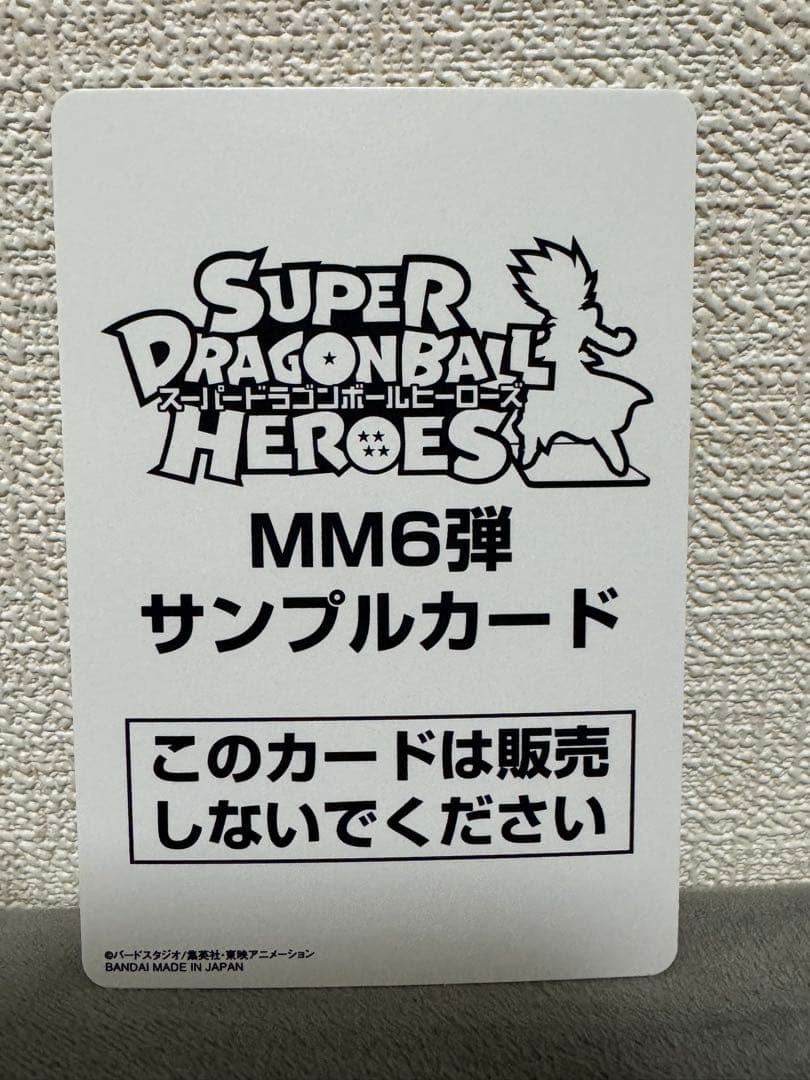 SUPER
DRAGONBALL
スーパードラゴンボールヒーローズ
HEROES
MM6弾
サンプルカード
このカードは販売
しないでください
©バードスタジオ/集英社・東映アニメーション
BANDAI MADE IN JAPAN